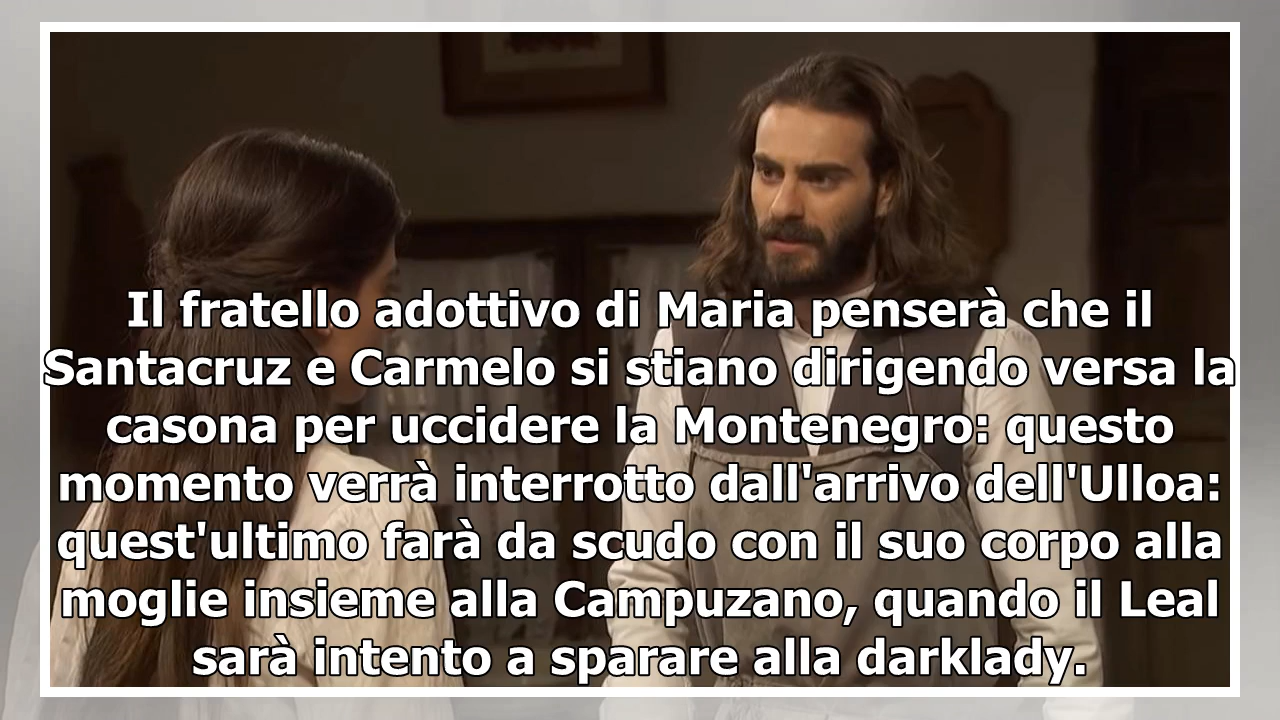 Il fratello adottivo di Maria penserà che il
Santacruz e Carmelo si stiano dirigendo versa la
casona per uccidere la Montenegro: questo
momento verrà interrotto dall'arrivo dell'Ulloa:
quest'ultimo farà da scudo con il suo corpo alla
moglie insieme alla Campuzano, quando il Leal
sarà intento a sparare alla darklady.